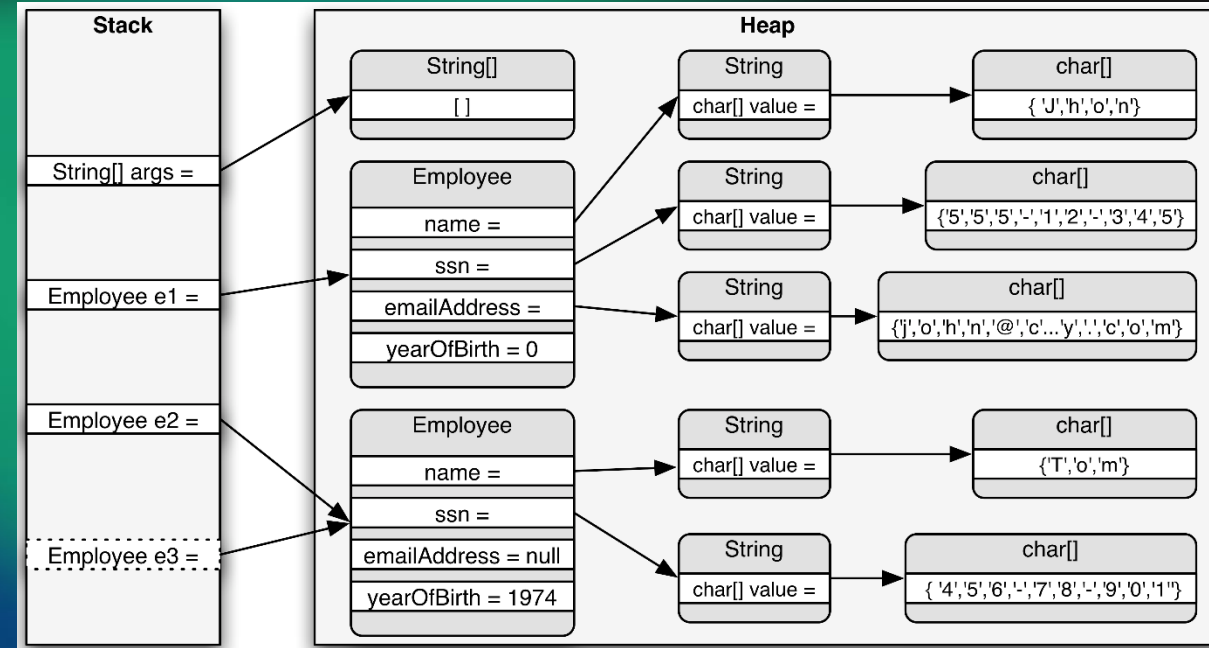 Stack
String[] args =
Employee e1 =
Employee e2 =
Employee e3 =
Heap
String[]
[ ]
Employee
name =
ssn =
emailAddress =
yearOfBirth = 0
Employee
name =
ssn =
emailAddress = null
yearOfBirth = 1974
String
char[] value =
char[]
{ 'J','h','o','n'}
String
char[] value =
char[]
{'5','5','5','-','1','2','-','3','4','5'}
String
char[] value =
char[]
{'j','o','h','n','@','c'...'y','.','c','o','m'}
String
char[] value =
char[]
{'T','o','m'}
String
char[] value =
char[]
{ '4','5','6','-','7','8','-','9','0','1"}